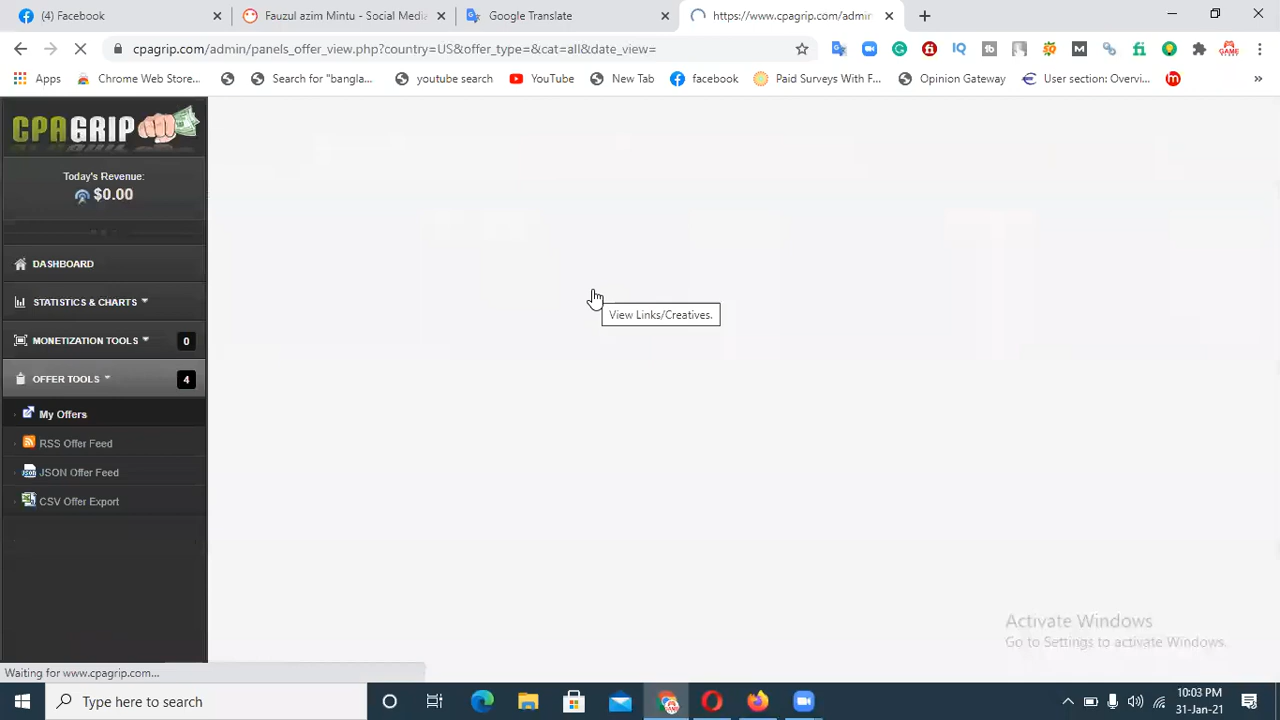 (4) Facebook
Fauzul azim Mintu - Social Media
Google Translate
https://www.cpagrip.com/admin
cpagrip.com/admin/panels_offer_view.php?country=US&offer_type=&cat=all&date_view=
Apps
Chrome Web Store...
Search for "bangla...
youtube search
YouTube
New Tab
facebook
Paid Surveys With F...
Opinion Gateway
User section: Overvi...
»
CPAGRIP
Today's Revenue:
$0.00
DASHBOARD
STATISTICS & CHARTS
MONETIZATION TOOLS 0
OFFER TOOLS 4
My Offers
RSS Offer Feed
JSON Offer Feed
CSV Offer Export
View Links/Creatives.
Activate Windows
Go to Settings to activate Windows.
Waiting for www.cpagrip.com...
Type here to search
10:03 PM
31-Jan-21